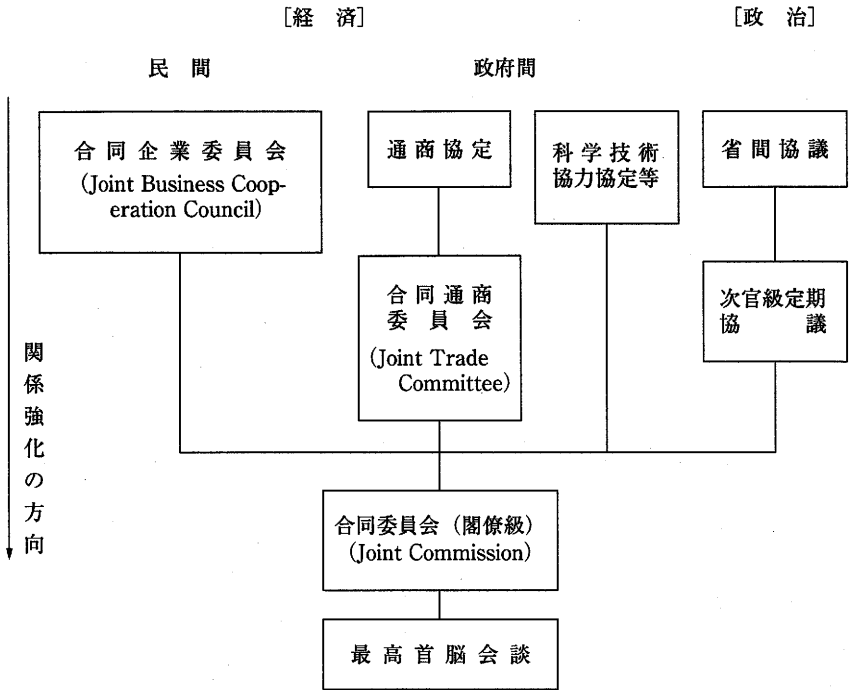 ［経　済］
［政　治］
民　間
政府間
合同企業委員会
(Joint Business Coop-
eration Council)
通商協定
合同通商
委員会
(Joint Trade
Committee)
科学技術
協力協定等
省間協議
次官級定期
協議
関係強化の方向
合同委員会（閣僚級）
(Joint Commission)
最高首脳会談